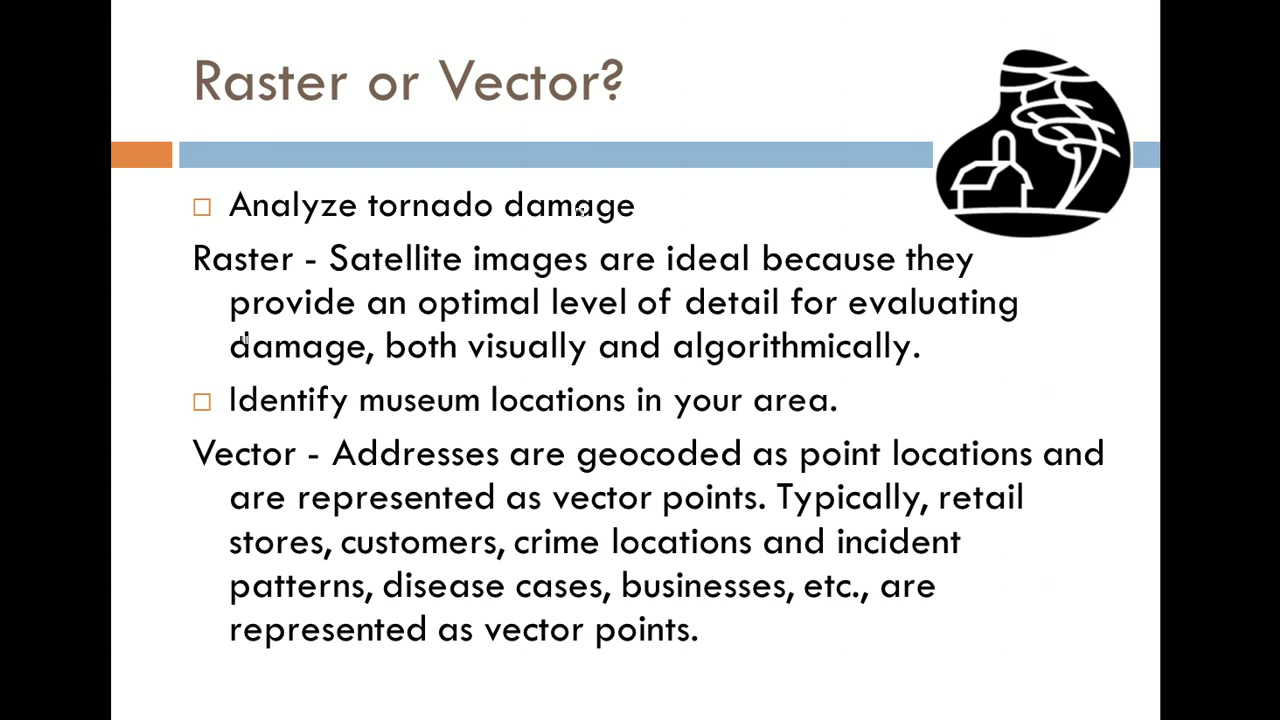 Raster or Vector?
Analyze tornado damage
Raster - Satellite images are ideal because they
provide an optimal level of detail for evaluating
damage, both visually and algorithmically.
Identify museum locations in your area.
Vector - Addresses are geocoded as point locations and
are represented as vector points. Typically, retail
stores, customers, crime locations and incident
patterns, disease cases, businesses, etc., are
represented as vector points.